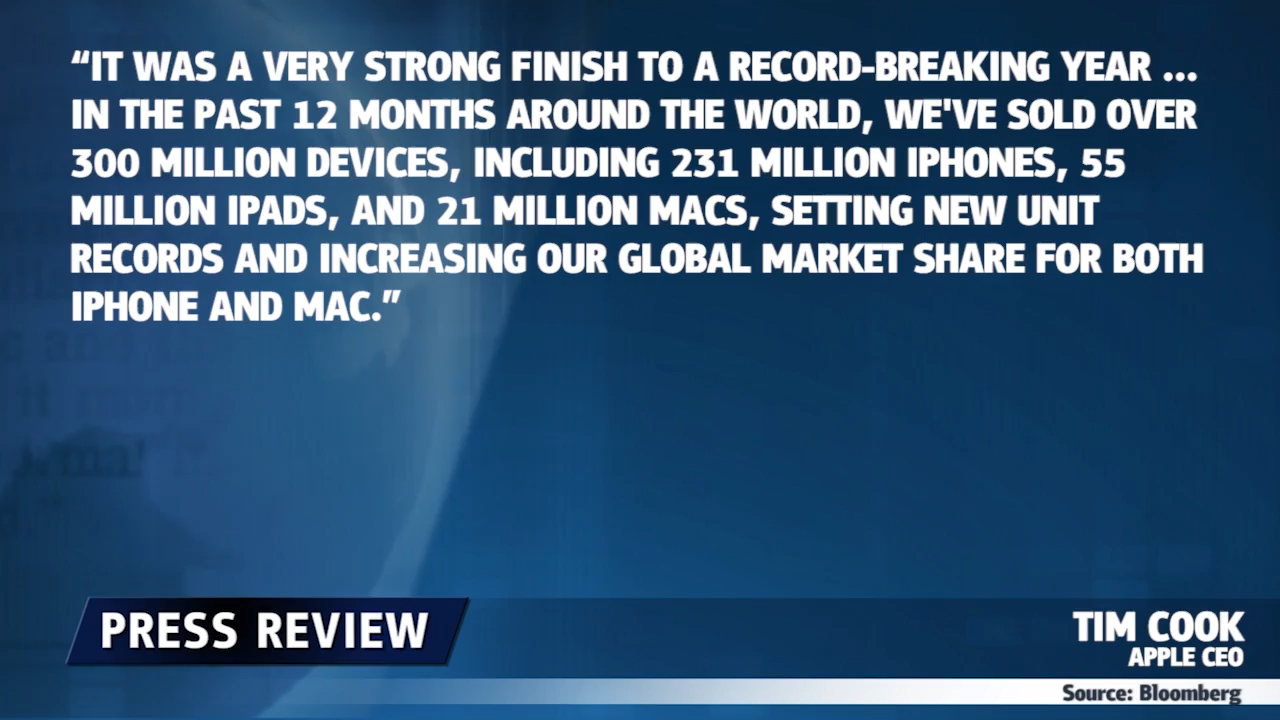 “IT WAS A VERY STRONG FINISH TO A RECORD-BREAKING YEAR ...
IN THE PAST 12 MONTHS AROUND THE WORLD, WE'VE SOLD OVER
300 MILLION DEVICES, INCLUDING 231 MILLION IPHONES, 55
MILLION IPADS, AND 21 MILLION MACS, SETTING NEW UNIT
RECORDS AND INCREASING OUR GLOBAL MARKET SHARE FOR BOTH
IPHONE AND MAC.”
PRESS REVIEW
TIM COOK
APPLE CEO
Source: Bloomberg